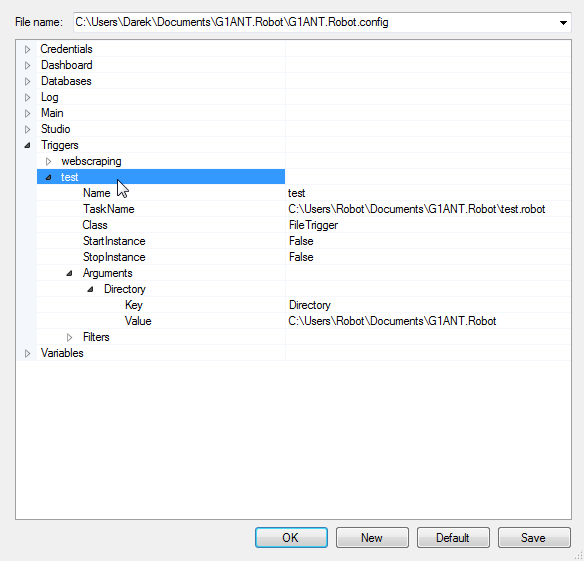 File name: C:\Users\Darek\Documents\G1ANT.Robot\G1ANT.Robot.config
Credentials
Dashboard
Databases
Log
Main
Studio
Triggers
webscraping
test
Name test
TaskName C:\Users\Robot\Documents\G1ANT.Robot\test.robot
Class FileTrigger
StartInstance False
StopInstance False
Arguments
Directory
Key Directory
Value C:\Users\Robot\Documents\G1ANT.Robot
Filters
Variables
OK New Default Save